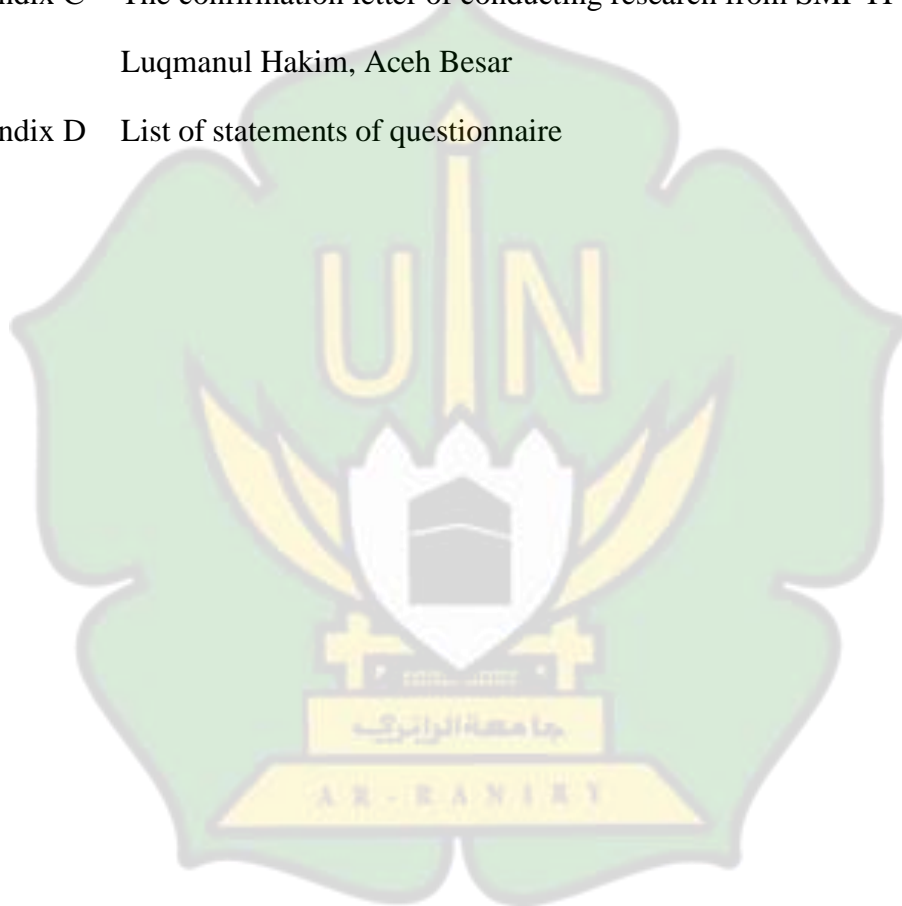 ndix C The confirmation letter of conducting research from SMP IT
Luqmanul Hakim, Aceh Besar
ndix D List of statements of questionnaire
UIN
جامعة الرانري
AR-RANIRY